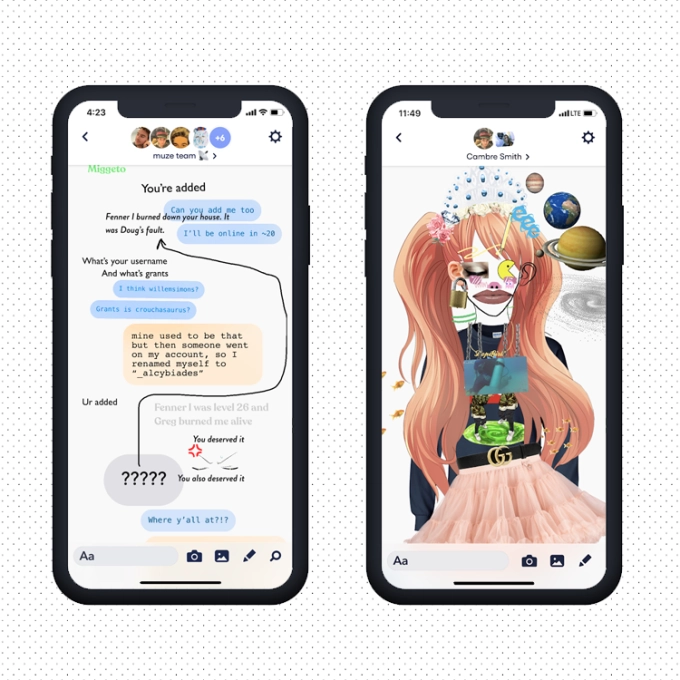 4:23
+6
muze team
Miggeto
You're added
Can you add me too
Fenner I burned down your house. It
was Doug's fault.
I'll be online in ~20
What's your username
And what's grants
I think willemsimons?
Grants is crouchasaurus?
mine used to be that
but then someone went
on my account, so I
renamed myself to
"_alcybiades"
Ur added
Fenner I was level 26 and
Greg burned me alive
You deserved it
?????
You also deserved it
Where y'all at?!?
Aa
11:49
LTE
Cambre Smith
Aa